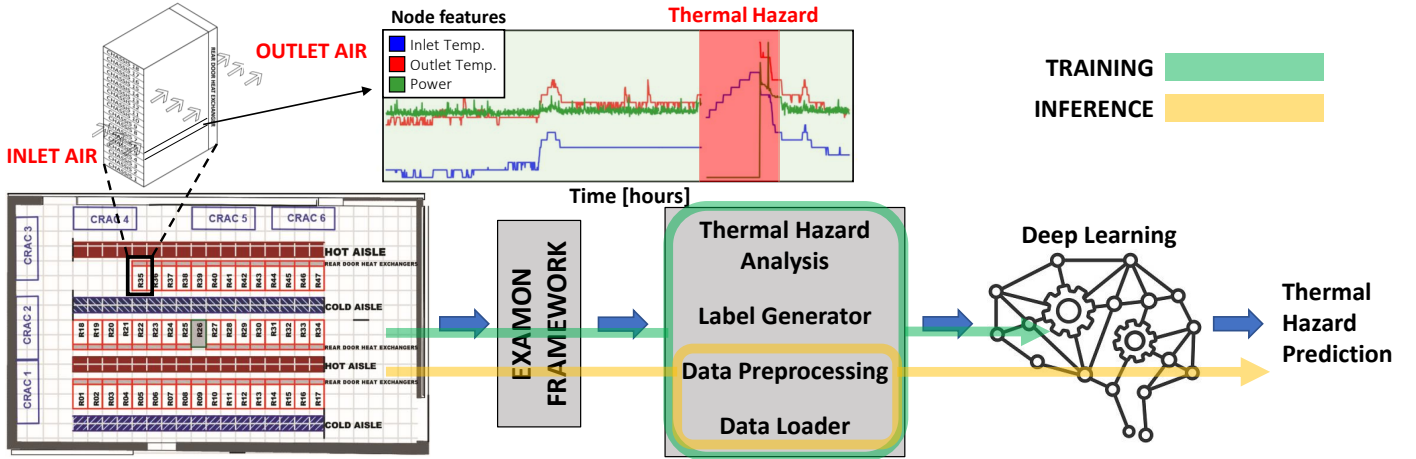 Node features
Thermal Hazard
Inlet Temp.
Outlet Temp.
Power
OUTLET AIR
REAR DOOR HEAT EXCHANGER
INLET AIR
TRAINING
INFERENCE
Time [hours]
CRAC 4
CRAC 5
CRAC 6
CRAC 3
CRAC 2
CRAC 1
HOT AISLE
REAR DOOR HEAT EXCHANGERS
R35 R36 R37 R38 R39 R40 R41 R42 R43 R44 R45 R46 R47
COLD AISLE
R18 R19 R20 R21 R22 R23 R24 R25 R26 R27 R28 R29 R30 R31 R32 R33 R34
REAR DOOR HEAT EXCHANGERS
HOT AISLE
REAR DOOR HEAT EXCHANGERS
R01 R02 R03 R04 R05 R06 R07 R08 R09 R10 R11 R12 R13 R14 R15 R16 R17
COLD AISLE
EXAMON
FRAMEWORK
Thermal Hazard
Analysis
Label Generator
Data Preprocessing
Data Loader
Deep Learning
Thermal
Hazard
Prediction